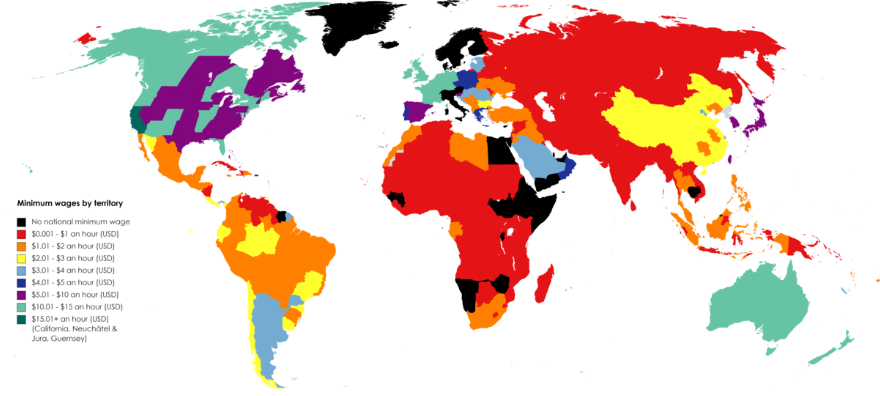 Minimum wages by territory
No national minimum wage
$0.001 - $1 an hour (USD)
$1.01 - $2 an hour (USD)
$2.01 - $3 an hour (USD)
$3.01 - $4 an hour (USD)
$4.01 - $5 an hour (USD)
$5.01 - $10 an hour (USD)
$10.01 - $15 an hour (USD)
$15.01+ an hour (USD)
(California, Neuchâtel &
Jura, Guernsey)